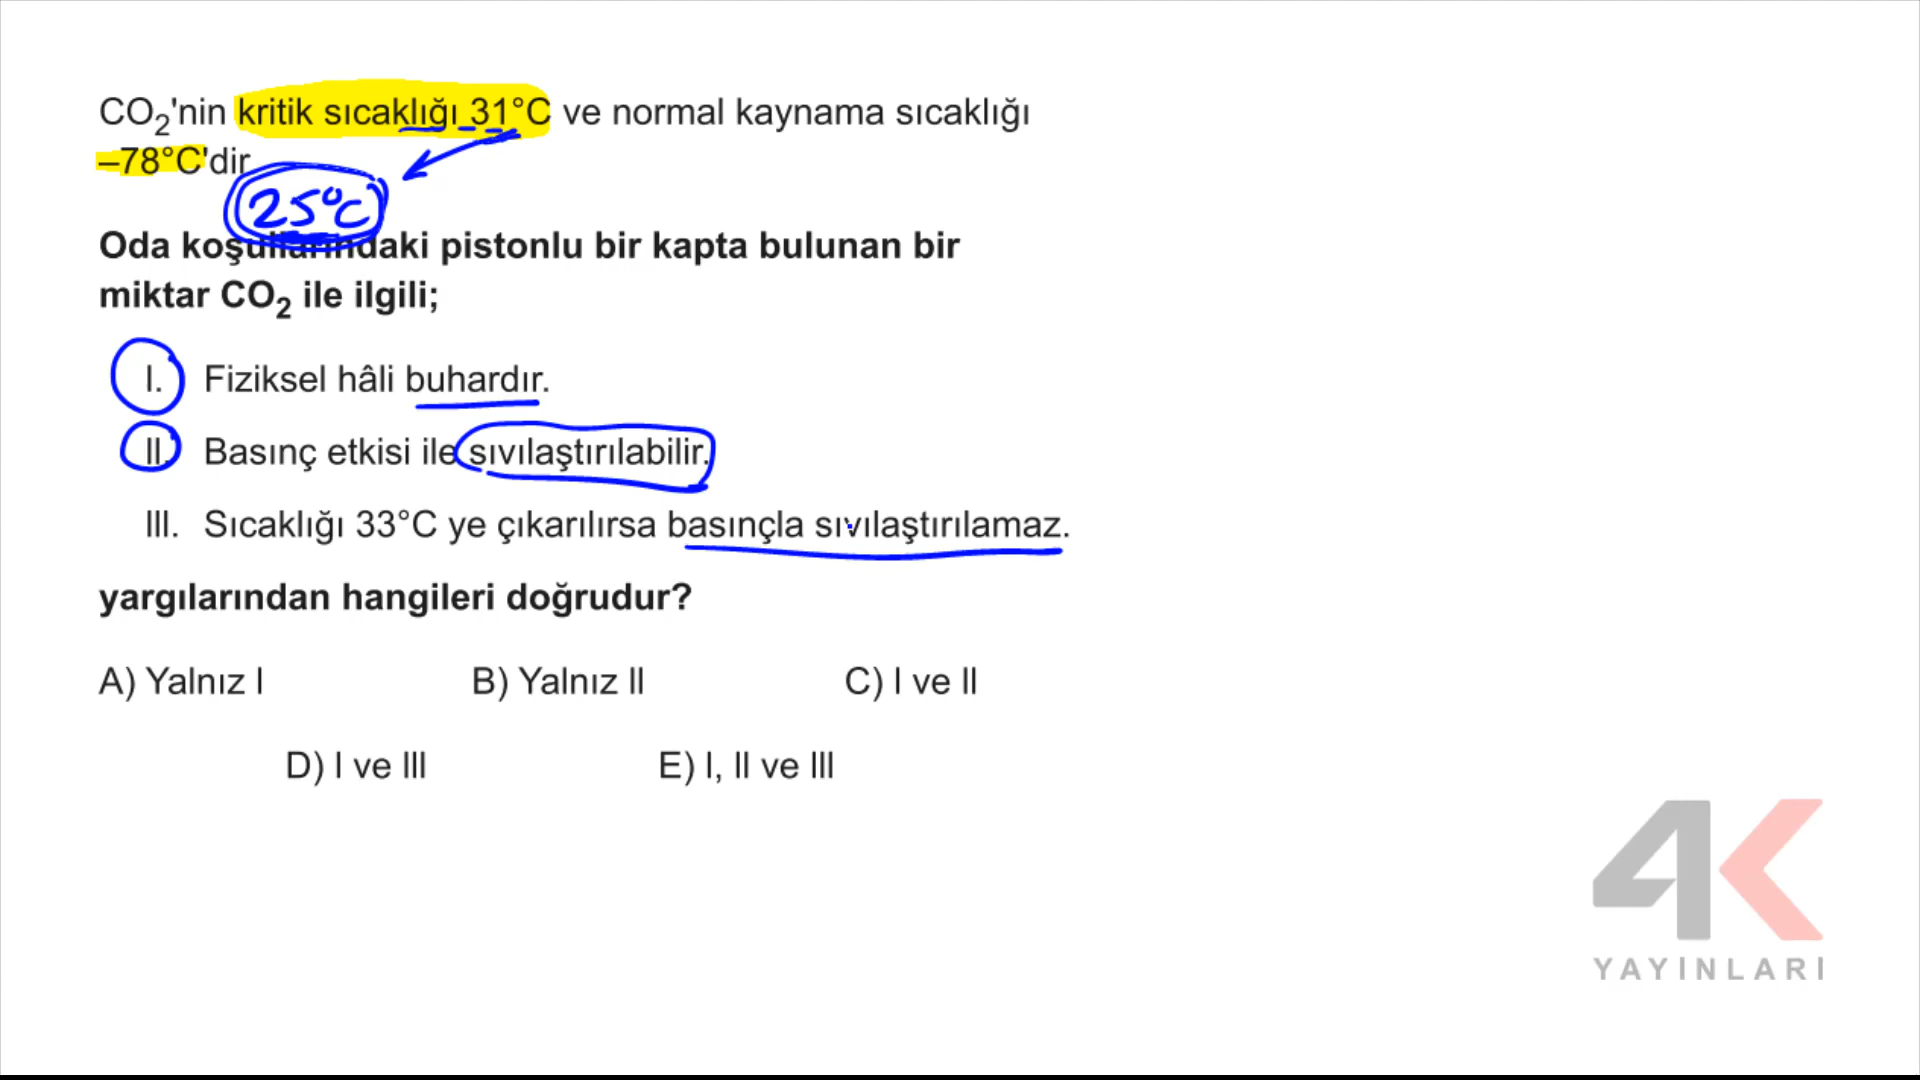 CO2'nin kritik sıcaklığı 31°C ve normal kaynama sıcaklığı
–78°C'dir
25°C
Oda koşullarındaki pistonlu bir kapta bulunan bir
miktar CO2 ile ilgili;
I. Fiziksel hâli buhardır.
II. Basınç etkisi ile sıvılaştırılabilir.
III. Sıcaklığı 33°C ye çıkarılırsa basınçla sıvılaştırılamaz.
yargılarından hangileri doğrudur?
A) Yalnız I B) Yalnız II C) I ve II
D) I ve III E) I, II ve III
4K
YAYINLARI